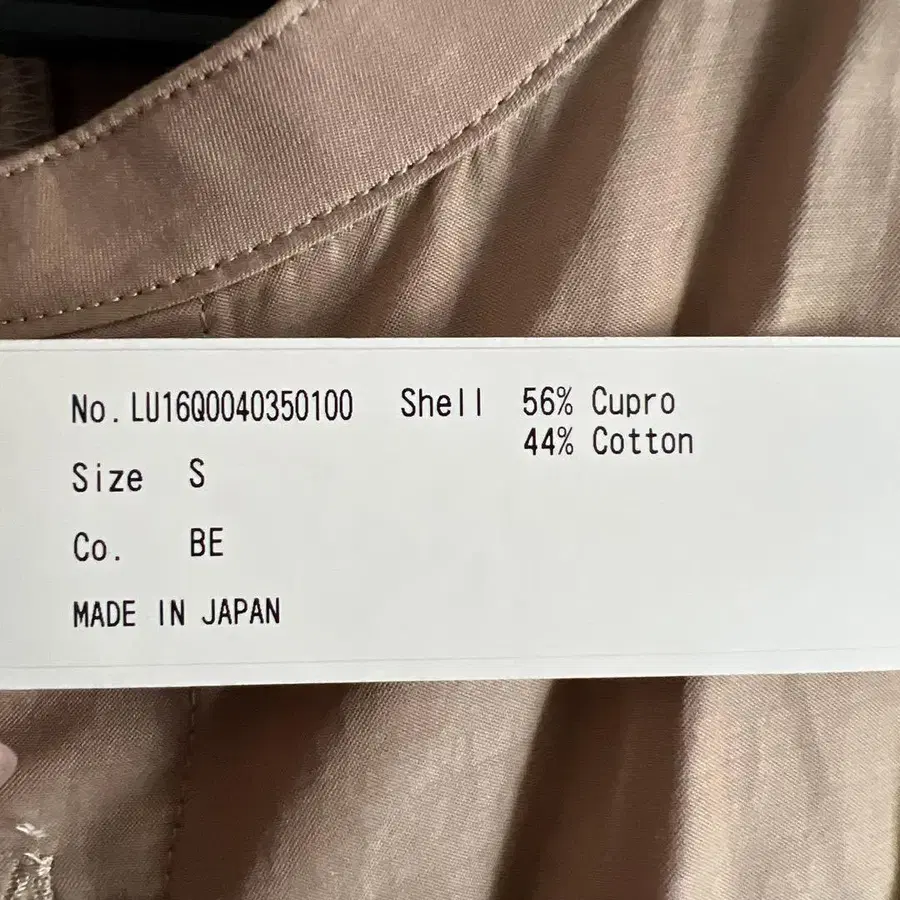 No. LU16Q0040350100 Shell 56% Cupro
44% Cotton
Size S
Co. BE
MADE IN JAPAN